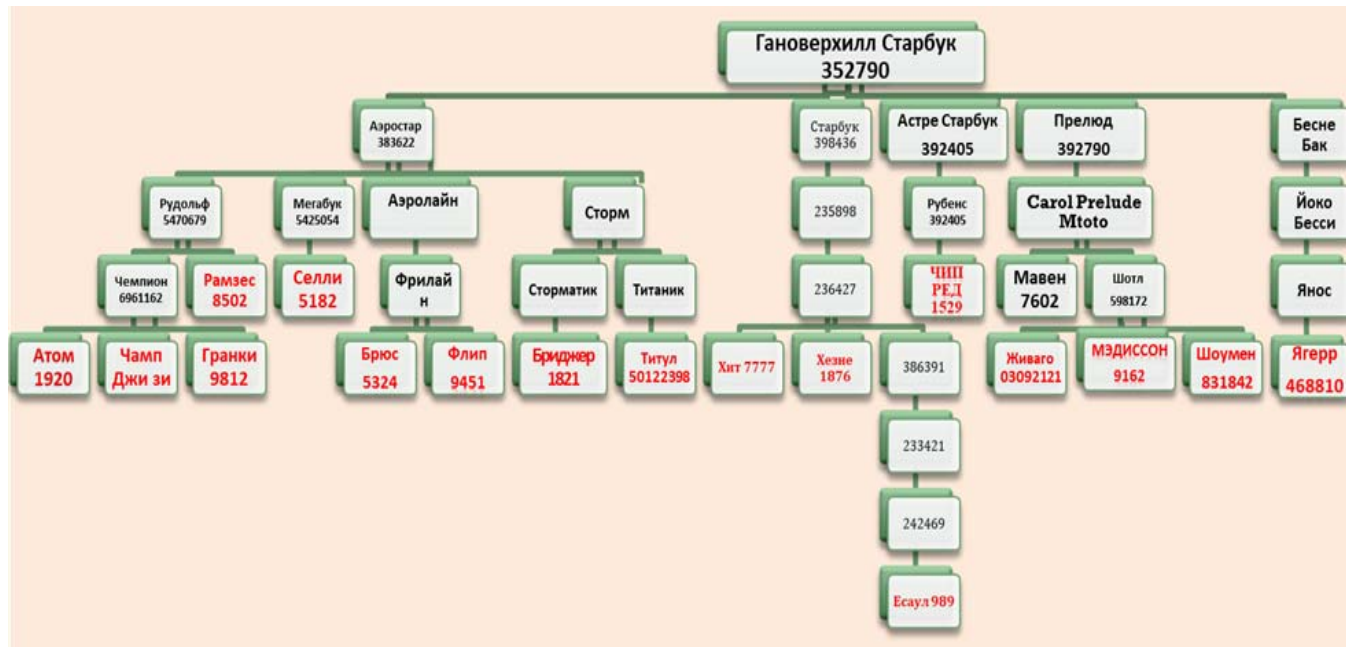 Гановерхилл Старбук
352790
Аэростар
383622
Старбук
398436
Астре Старбук
392405
Прелюд
392790
Бесне
Бак
Рудольф
5470679
Мегабук
5425054
Аэролайн
Сторм
235898
Рубенс
392405
Carol Prelude
Mtoto
Йоко
Бесси
Чемпион
6961162
Рамзес
8502
Селли
5182
Фрилай
н
Сторматик
Титаник
236427
ЧИП
РЕД
1529
Мавен
7602
Шотл
598172
Янос
Атом
1920
Чамп
Джи зи
Гранки
9812
Брюс
5324
Флип
9451
Бриджер
1821
Титул
50122398
Хит 7777
Хезне
1876
386391
Живаго
03092121
МЭДИССОН
9162
Шоумен
831842
Ягерр
468810
233421
242469
Есаул 989